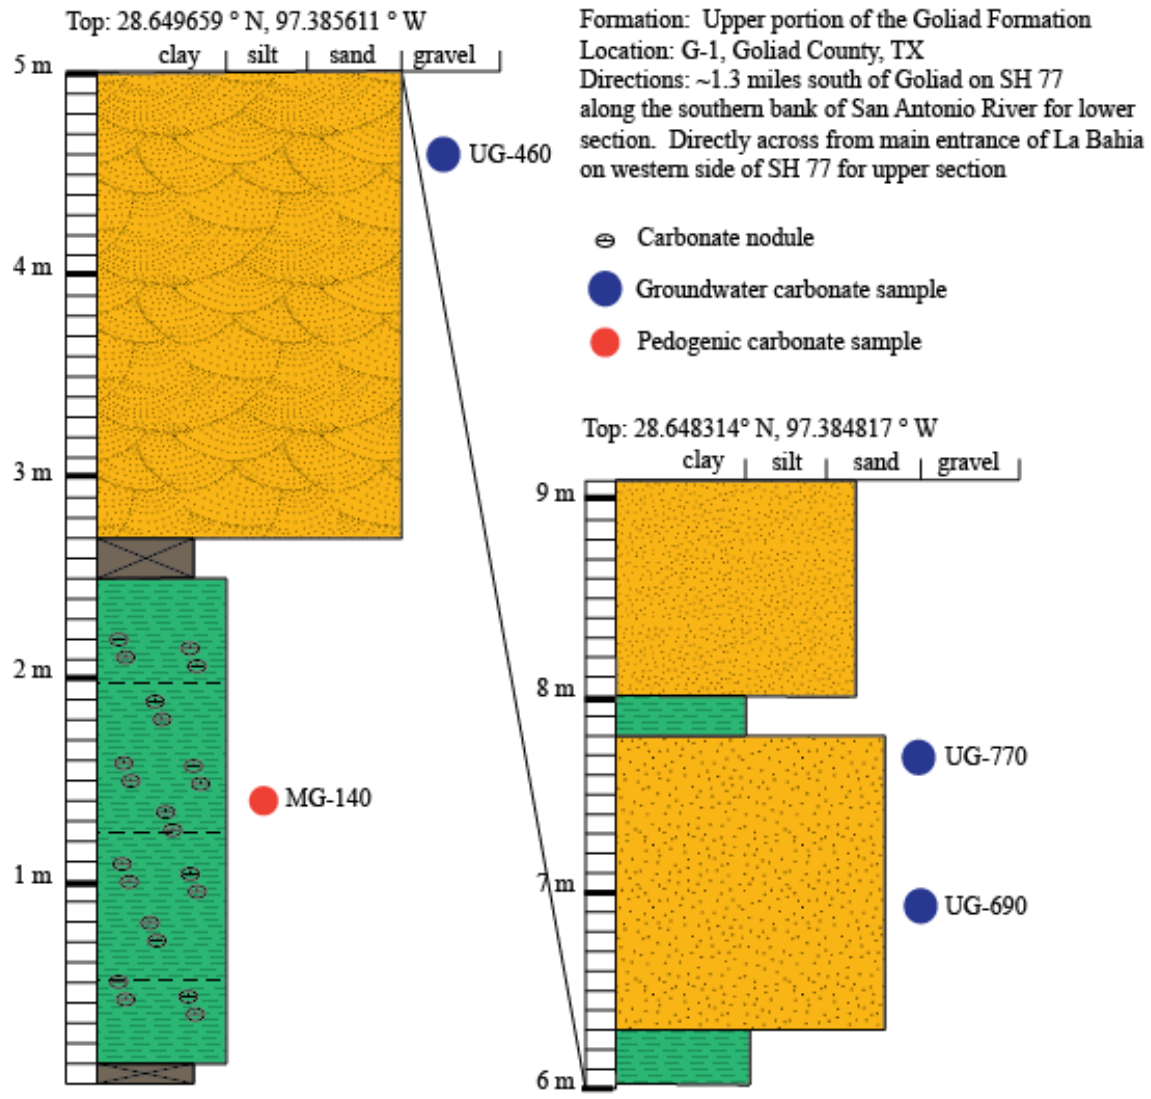 Top: 28.649659 ° N, 97.385611 ° W
clay silt sand gravel
5 m
UG-460
4 m
3 m
2 m
MG-140
1 m
Formation: Upper portion of the Goliad Formation
Location: G-1, Goliad County, TX
Directions: ~1.3 miles south of Goliad on SH 77
along the southern bank of San Antonio River for lower
section. Directly across from main entrance of La Bahia
on western side of SH 77 for upper section
Carbonate nodule
Groundwater carbonate sample
Pedogenic carbonate sample
Top: 28.648314° N, 97.384817 ° W
clay silt sand gravel
9 m
8 m
UG-770
7 m
UG-690
6 m